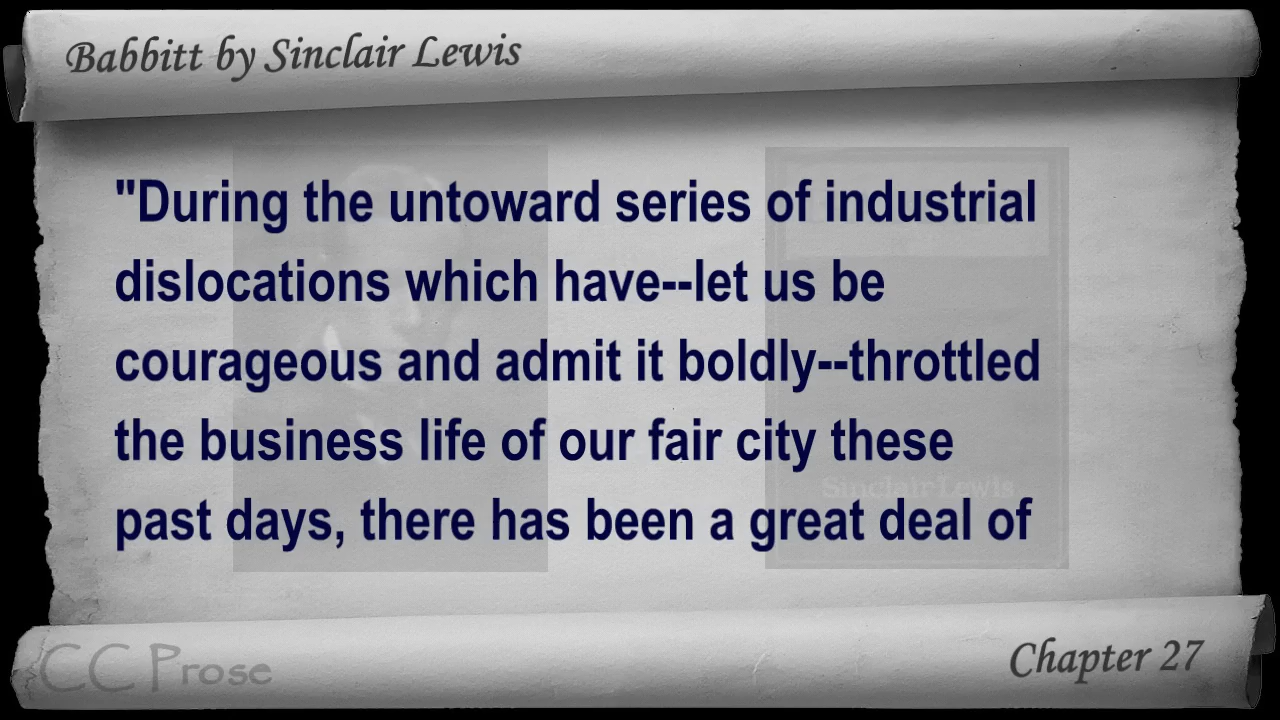 Babbitt by Sinclair Lewis
"During the untoward series of industrial
dislocations which have--let us be
courageous and admit it boldly--throttled
the business life of our fair city these
past days, there has been a great deal of
Sinclair Lewis
CC Prose
Chapter 27